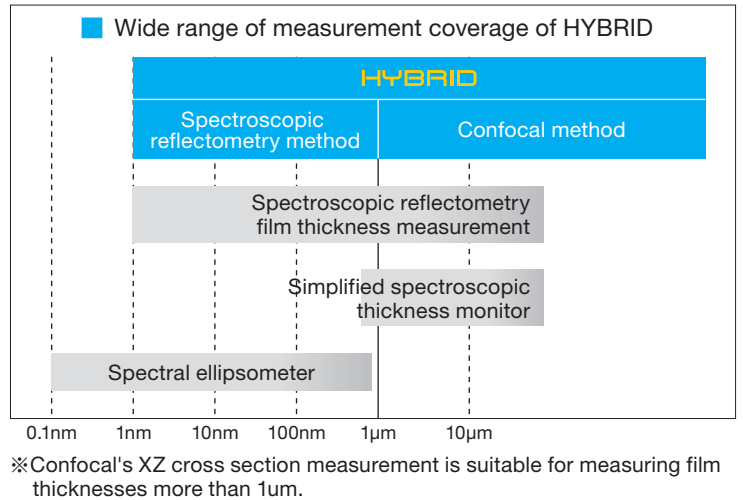 Wide range of measurement coverage of HYBRID
HYBRID
Spectroscopic
reflectometry method
Confocal method
Spectroscopic reflectometry
film thickness measurement
Simplified spectroscopic
thickness monitor
Spectral ellipsometer
0.1nm 1nm 10nm 100nm 1μm 10μm
※Confocal's XZ cross section measurement is suitable for measuring film
thicknesses more than 1um.